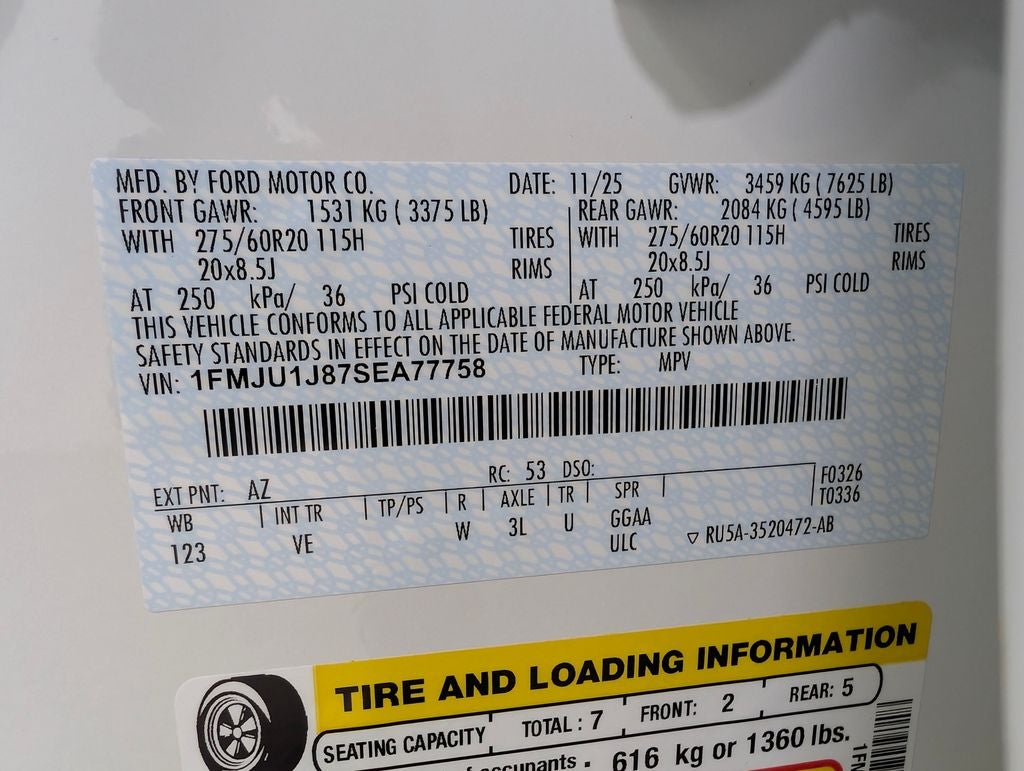 MFD. BY FORD MOTOR CO. DATE: 11/25 GVWR: 3459 KG ( 7625 LB)
FRONT GAWR: 1531 KG ( 3375 LB) REAR GAWR: 2084 KG ( 4595 LB)
WITH 275/60R20 115H TIRES WITH 275/60R20 115H TIRES
20x8.5J RIMS 20x8.5J RIMS
AT 250 kPa/ 36 PSI COLD AT 250 kPa/ 36 PSI COLD
THIS VEHICLE CONFORMS TO ALL APPLICABLE FEDERAL MOTOR VEHICLE
SAFETY STANDARDS IN EFFECT ON THE DATE OF MANUFACTURE SHOWN ABOVE.
VIN: 1FMJU1J87SEA77758 TYPE: MPV
EXT PNT: AZ RC: 53 DSO: F0326
WB INT TR TP/PS R AXLE TR SPR T0336
123 VE W 3L U GGAA
ULC ▽ RU5A-3520472-AB
TIRE AND LOADING INFORMATION
SEATING CAPACITY TOTAL : 7 FRONT: 2 REAR: 5
616 kg or 1360 lbs.